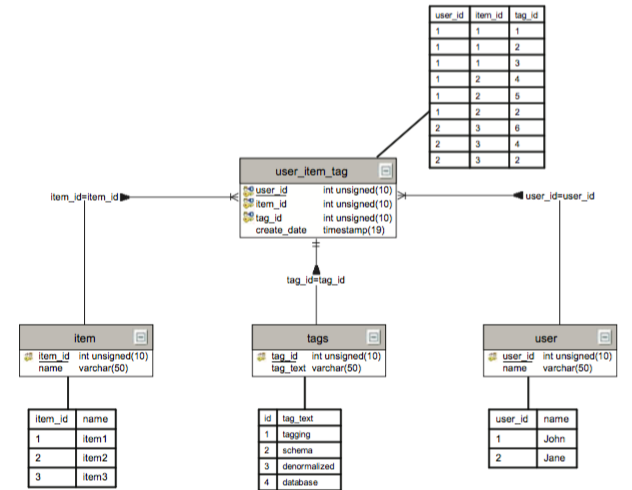 user_id item_id tag_id
1 1 1
1 1 2
1 1 3
1 2 4
1 2 5
1 2 2
2 3 6
2 3 4
2 3 2
user_item_tag
user_id int unsigned(10)
item_id int unsigned(10)
tag_id int unsigned(10)
create_date timestamp(19)
item_id=item_id
user_id=user_id
tag_id=tag_id
item
item_id int unsigned(10)
name varchar(50)
tags
tag_id int unsigned(10)
tag_text varchar(50)
user
user_id int unsigned(10)
name varchar(50)
item_id name
1 item1
2 item2
3 item3
id tag_text
1 tagging
2 schema
3 denormalized
4 database
user_id name
1 John
2 Jane